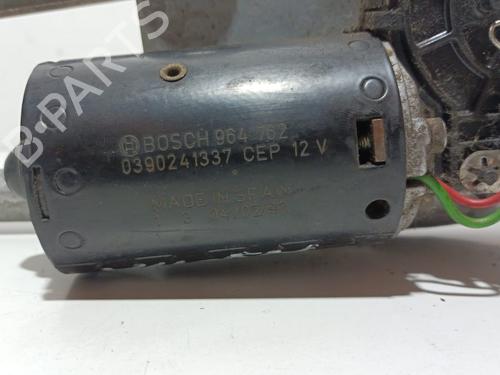 B-PARTS
BOSCH 964 762
0390241337 CEP 12 V
MADE IN SPAIN